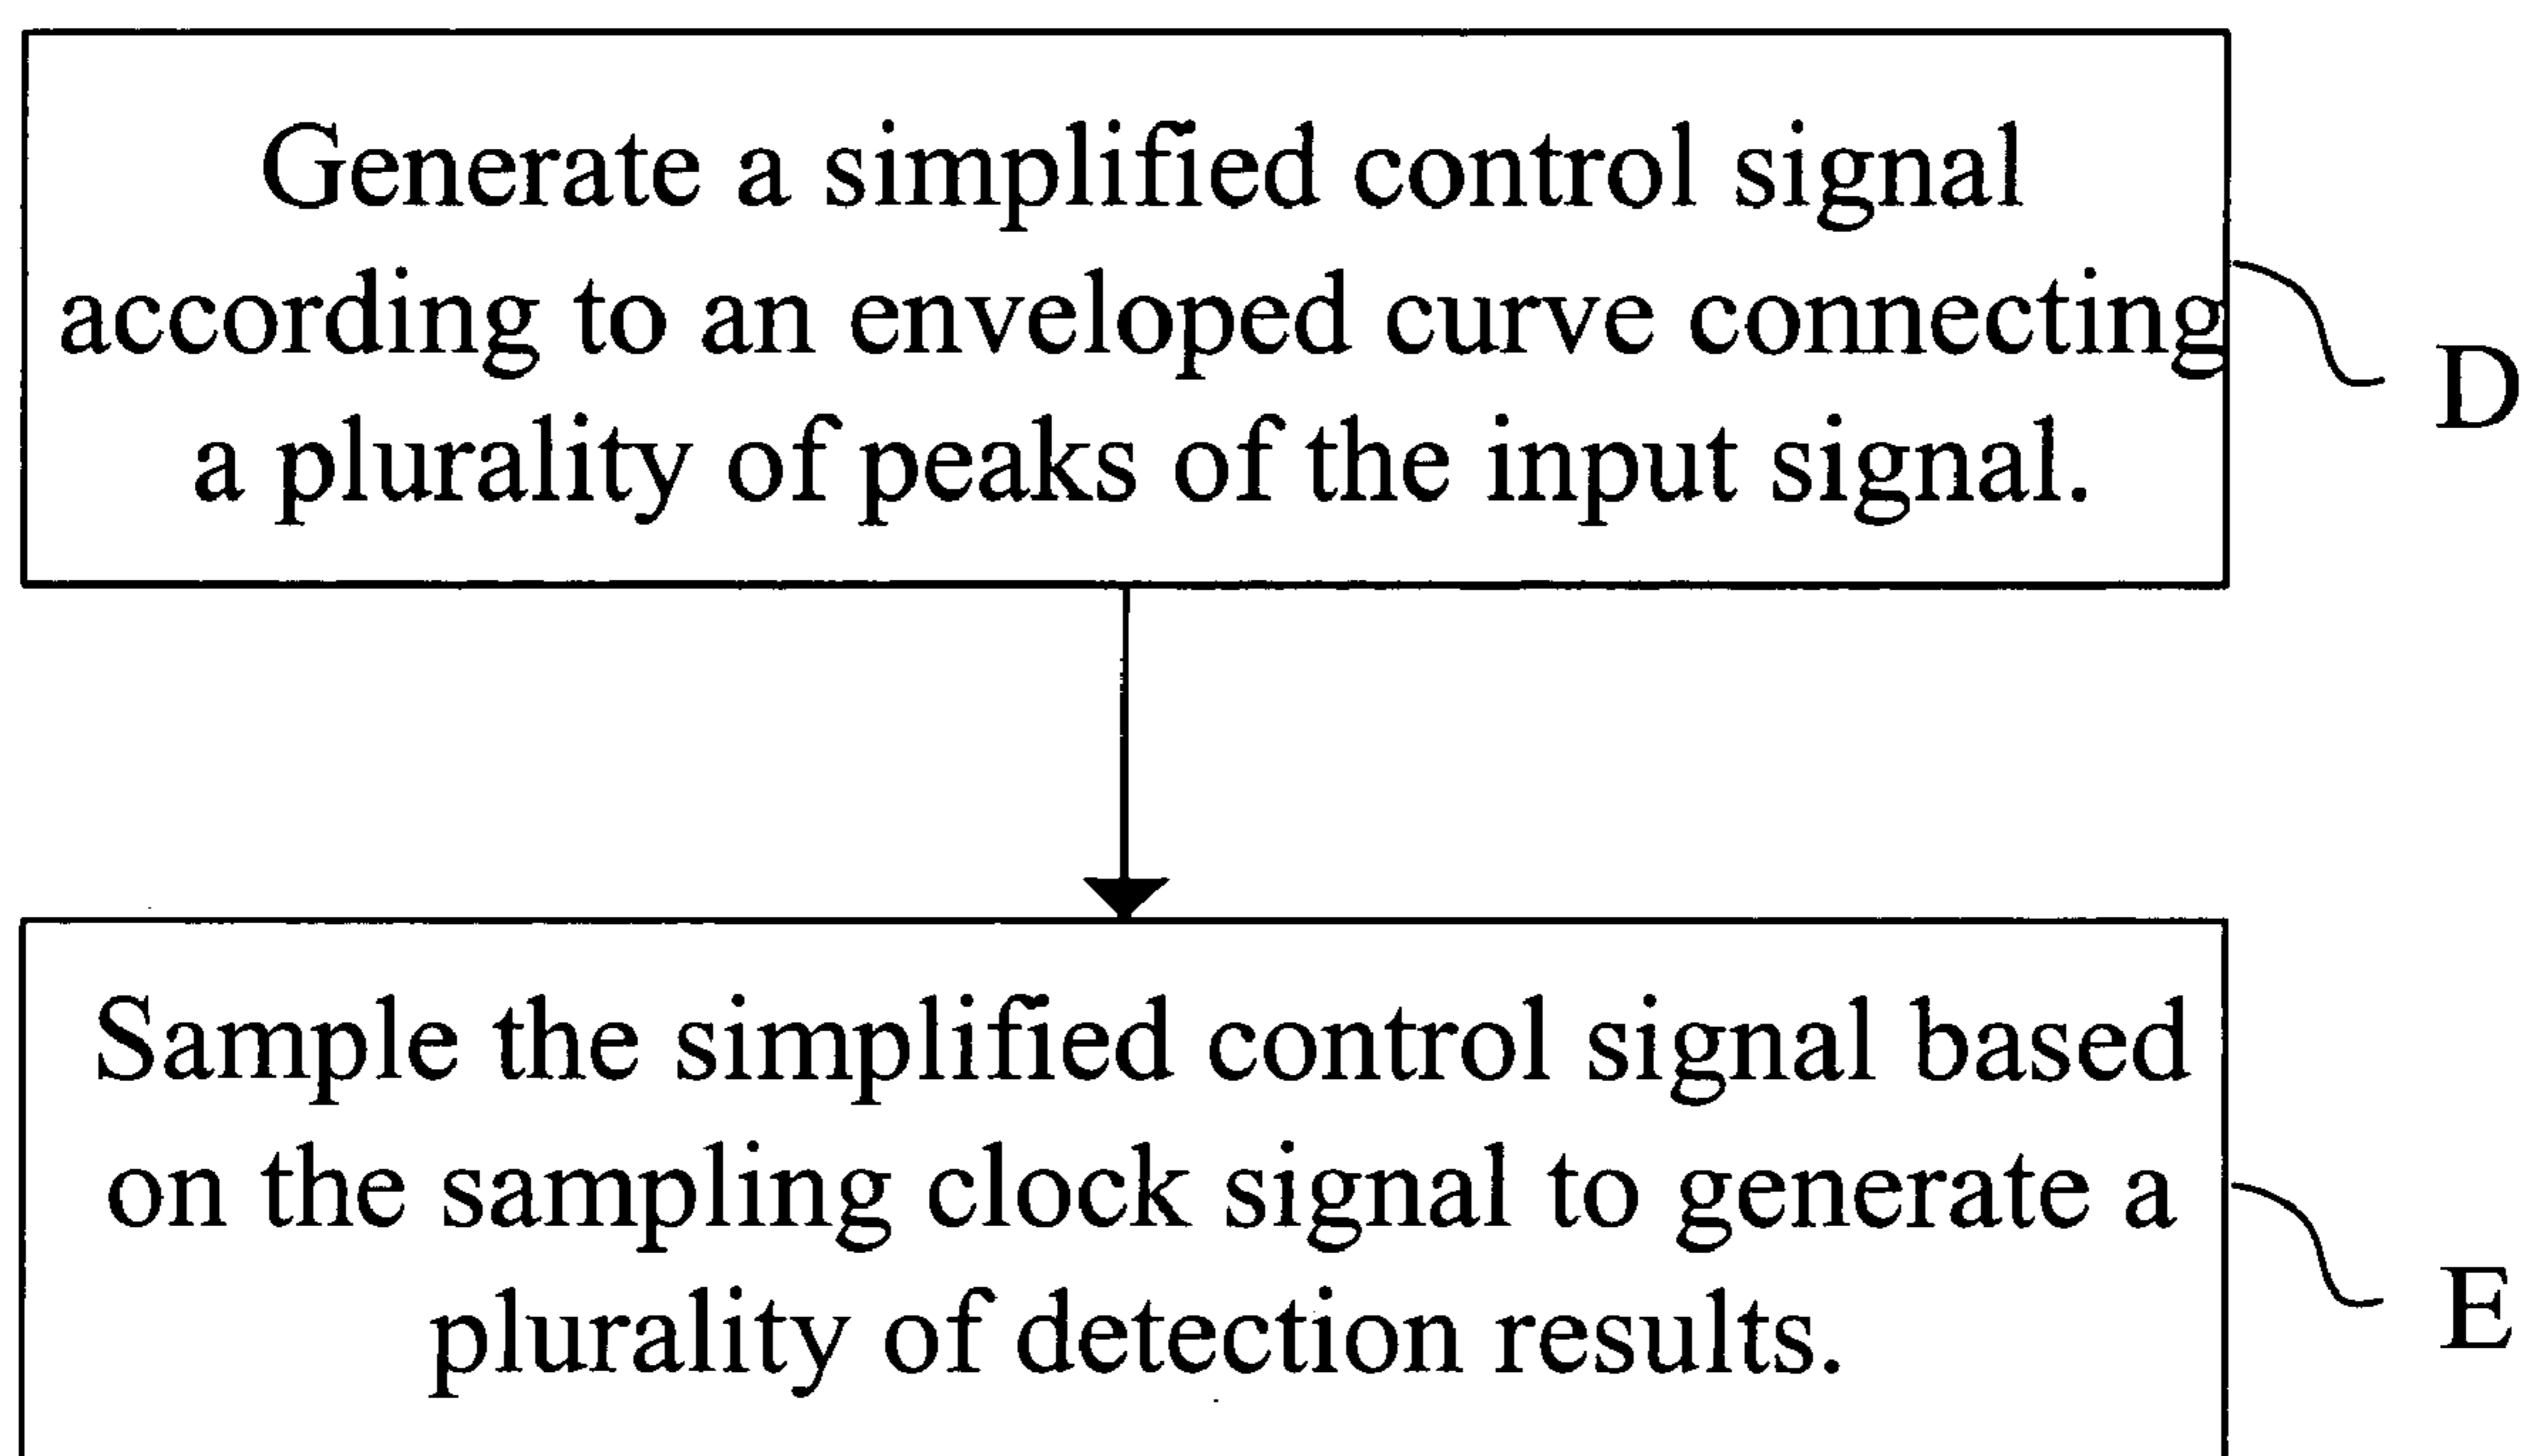 Generate a simplified control signal
according to an enveloped curve connecting
a plurality of peaks of the input signal.
D
Sample the simplified control signal based
on the sampling clock signal to generate a
plurality of detection results.
E